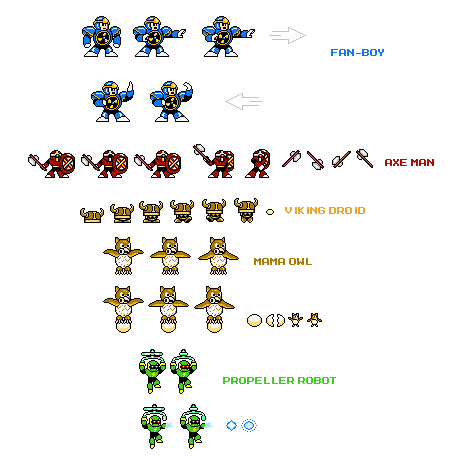 FAN-BOY
AXE MAN
VIKING DROID
MAMA OWL
PROPELLER ROBOT